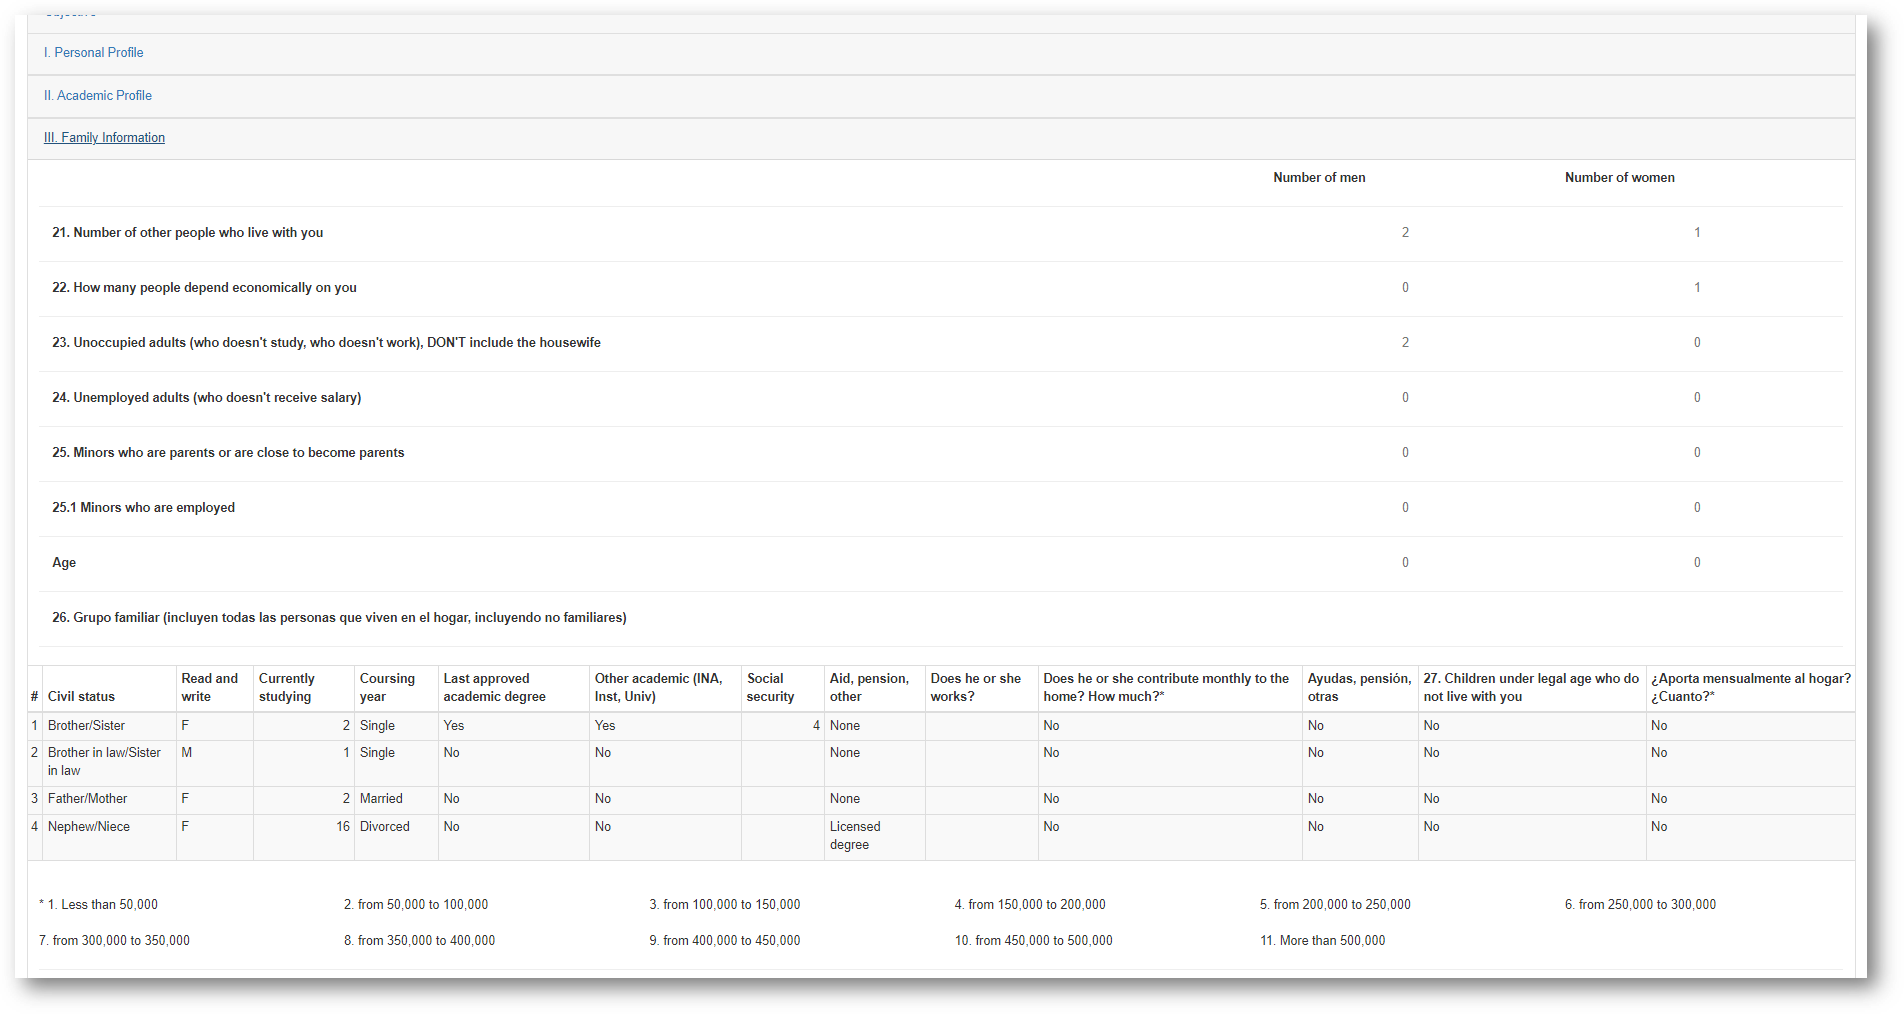 I. Personal Profile
II. Academic Profile
III. Family Information
Number of men Number of women
21. Number of other people who live with you 2 1
22. How many people depend economically on you 0 1
23. Unoccupied adults (who doesn't study, who doesn't work), DON'T include the housewife 2 0
24. Unemployed adults (who doesn't receive salary) 0 0
25. Minors who are parents or are close to become parents 0 0
25.1 Minors who are employed 0 0
Age 0 0
26. Grupo familiar (incluyen todas las personas que viven en el hogar, incluyendo no familiares)
# Civil status Read and write Currently studying Coursing year Last approved academic degree Other academic (INA, Inst, Univ) Social security Aid, pension, other Does he or she works? Does he or she contribute monthly to the home? How much?* Ayudas, pensión, otras 27. Children under legal age who do not live with you ¿Aporta mensualmente al hogar? ¿Cuanto?*
1 Brother/Sister F 2 Single Yes Yes 4 None No No No No
2 Brother in law/Sister in law M 1 Single No No None No No No No
3 Father/Mother F 2 Married No No None No No No No
4 Nephew/Niece F 16 Divorced No No Licensed degree No No No No
* 1. Less than 50,000 2. from 50,000 to 100,000 3. from 100,000 to 150,000 4. from 150,000 to 200,000 5. from 200,000 to 250,000 6. from 250,000 to 300,000
7. from 300,000 to 350,000 8. from 350,000 to 400,000 9. from 400,000 to 450,000 10. from 450,000 to 500,000 11. More than 500,000